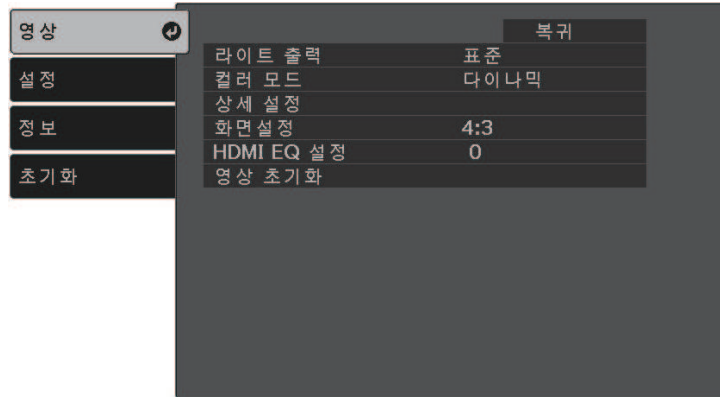 영상
설정
정보
초기화
복귀
라이트 출력 표준
컬러 모드 다이나믹
상세 설정
화면설정 4:3
HDMI EQ 설정 0
영상 초기화